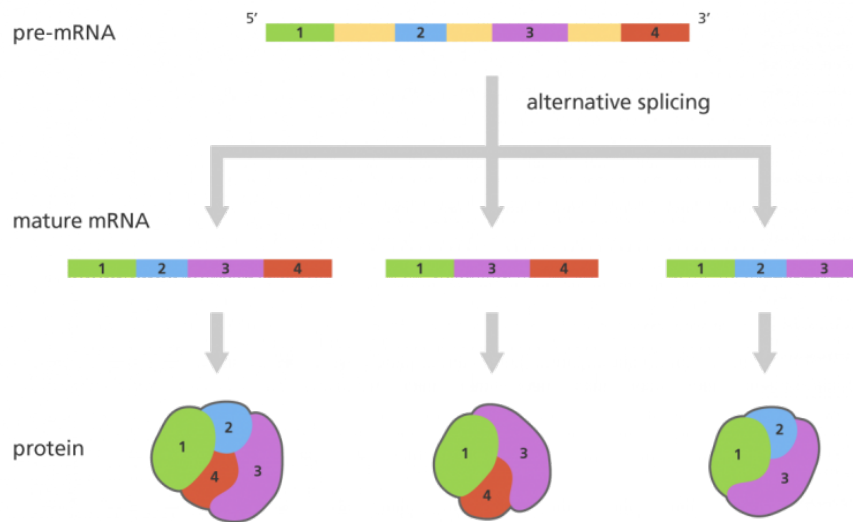 5’ 3’
pre-mRNA 1 2 3 4
alternative splicing
mature mRNA
1 2 3 4 1 3 4 1 2 3
protein
1 2 3 4
1 3 4
1 2 3